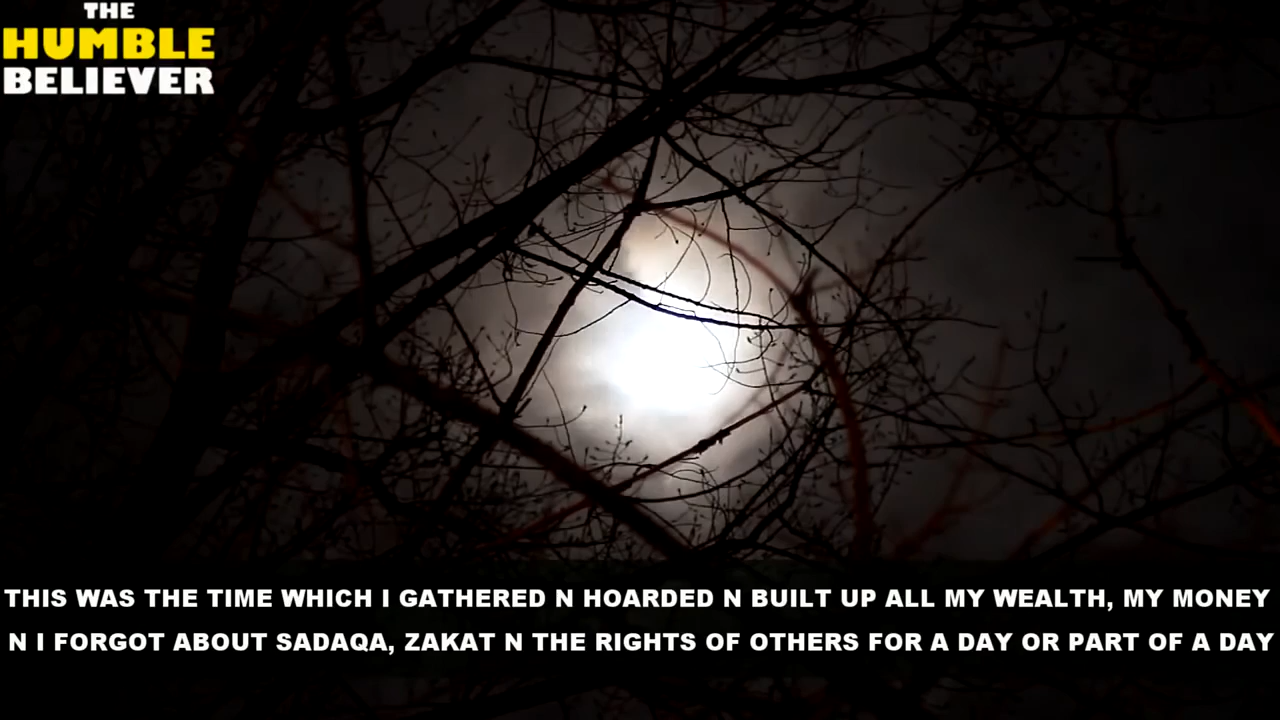 THE
HUMBLE
BELIEVER
THIS WAS THE TIME WHICH I GATHERED N HOARDED N BUILT UP ALL MY WEALTH, MY MONEY
N I FORGOT ABOUT SADAQA, ZAKAT N THE RIGHTS OF OTHERS FOR A DAY OR PART OF A DAY